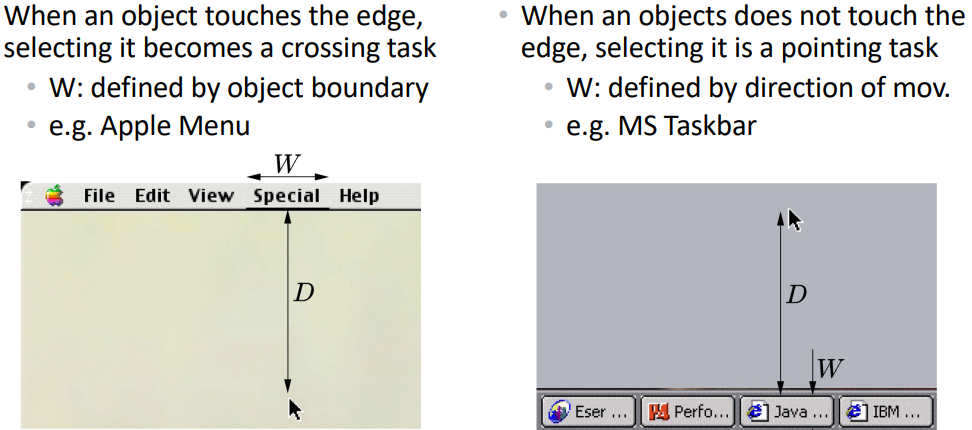 When an object touches the edge,
selecting it becomes a crossing task
• W: defined by object boundary
• e.g. Apple Menu
W
File Edit View Special Help
D
• When an objects does not touch the
edge, selecting it is a pointing task
• W: defined by direction of mov.
• e.g. MS Taskbar
D
W
Eser ... Perfo... Java ... IBM ...